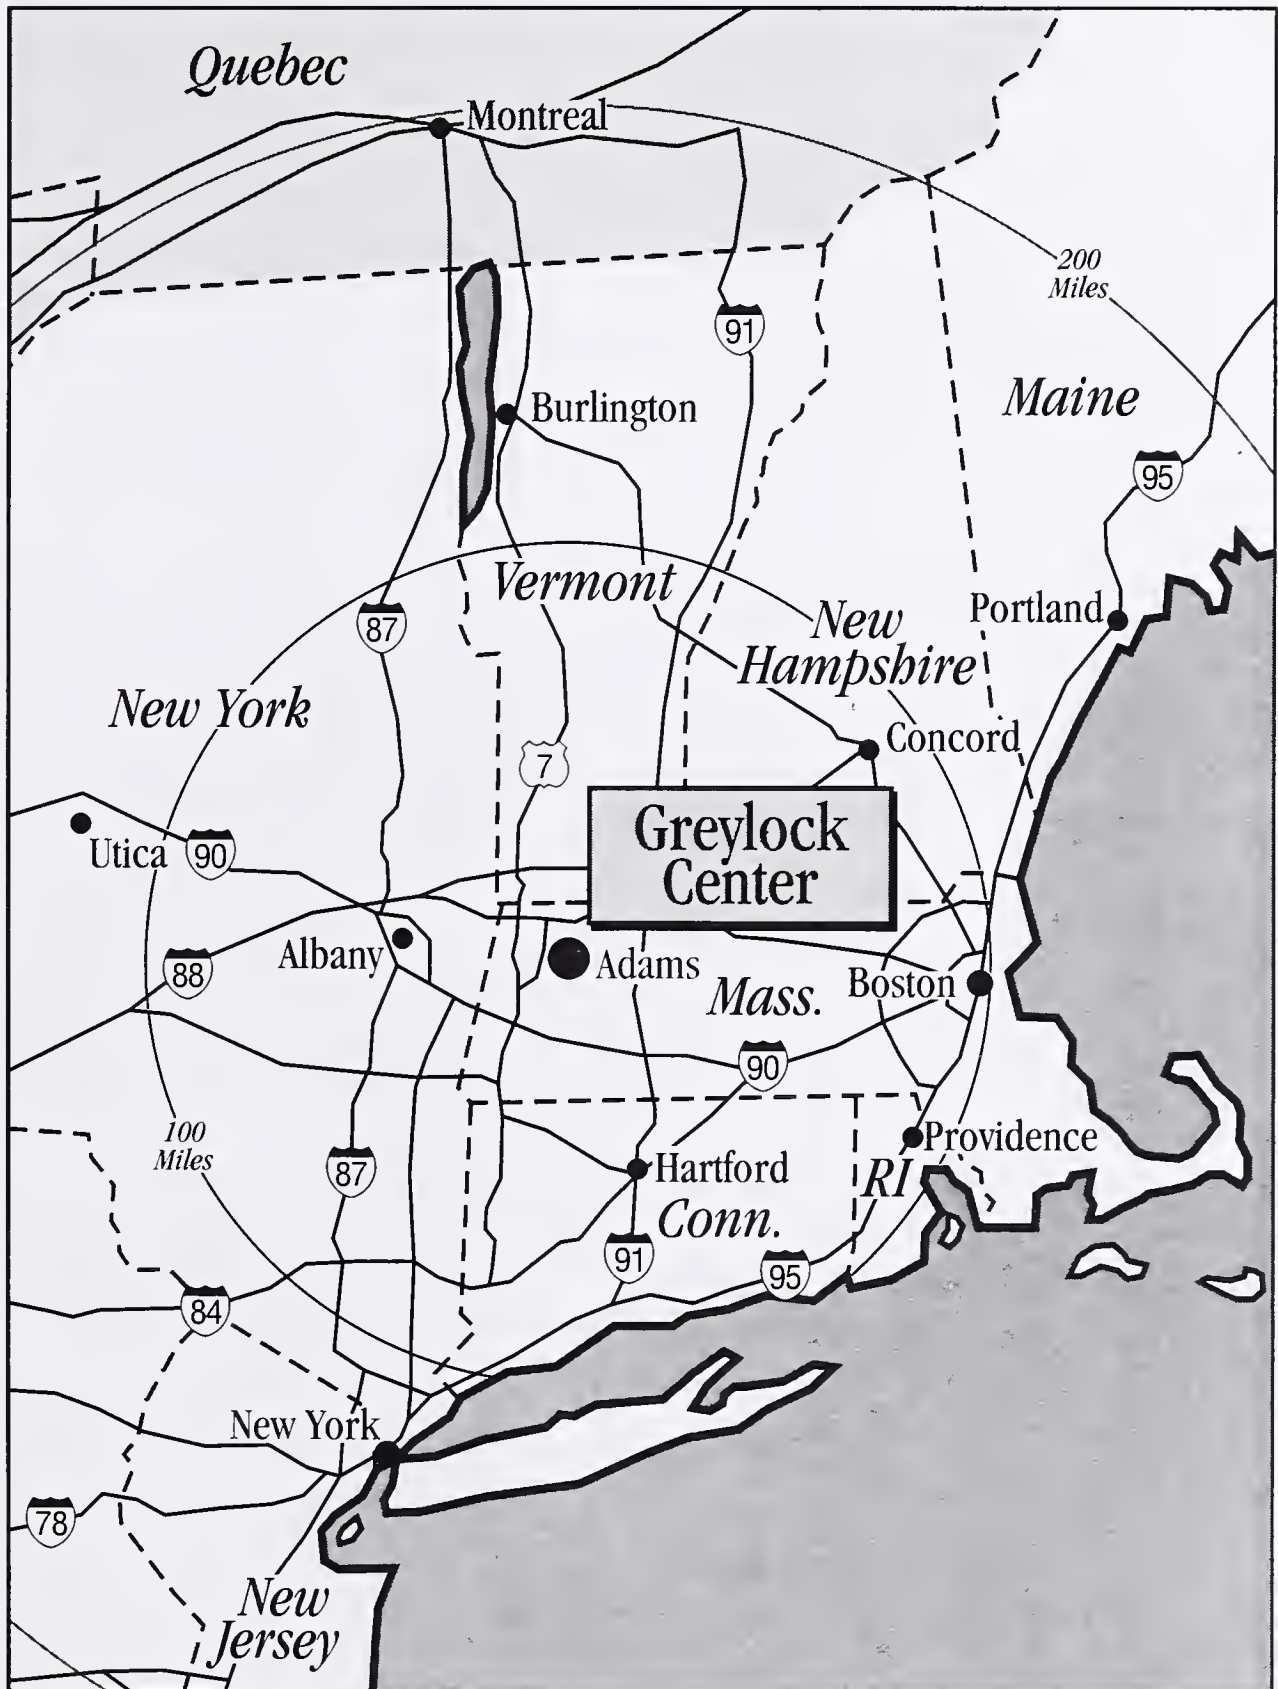 Quebec
Montreal
200
Miles
91
Maine
Burlington
95
Vermont
87
New
Hampshire
Portland
New York
Concord
7
Greylock
Center
Utica
90
Albany
Adams
88
Mass.
Boston
90
100
Miles
Providence
87
Hartford
RI
Conn.
91
95
84
New York
78
New
Jersey